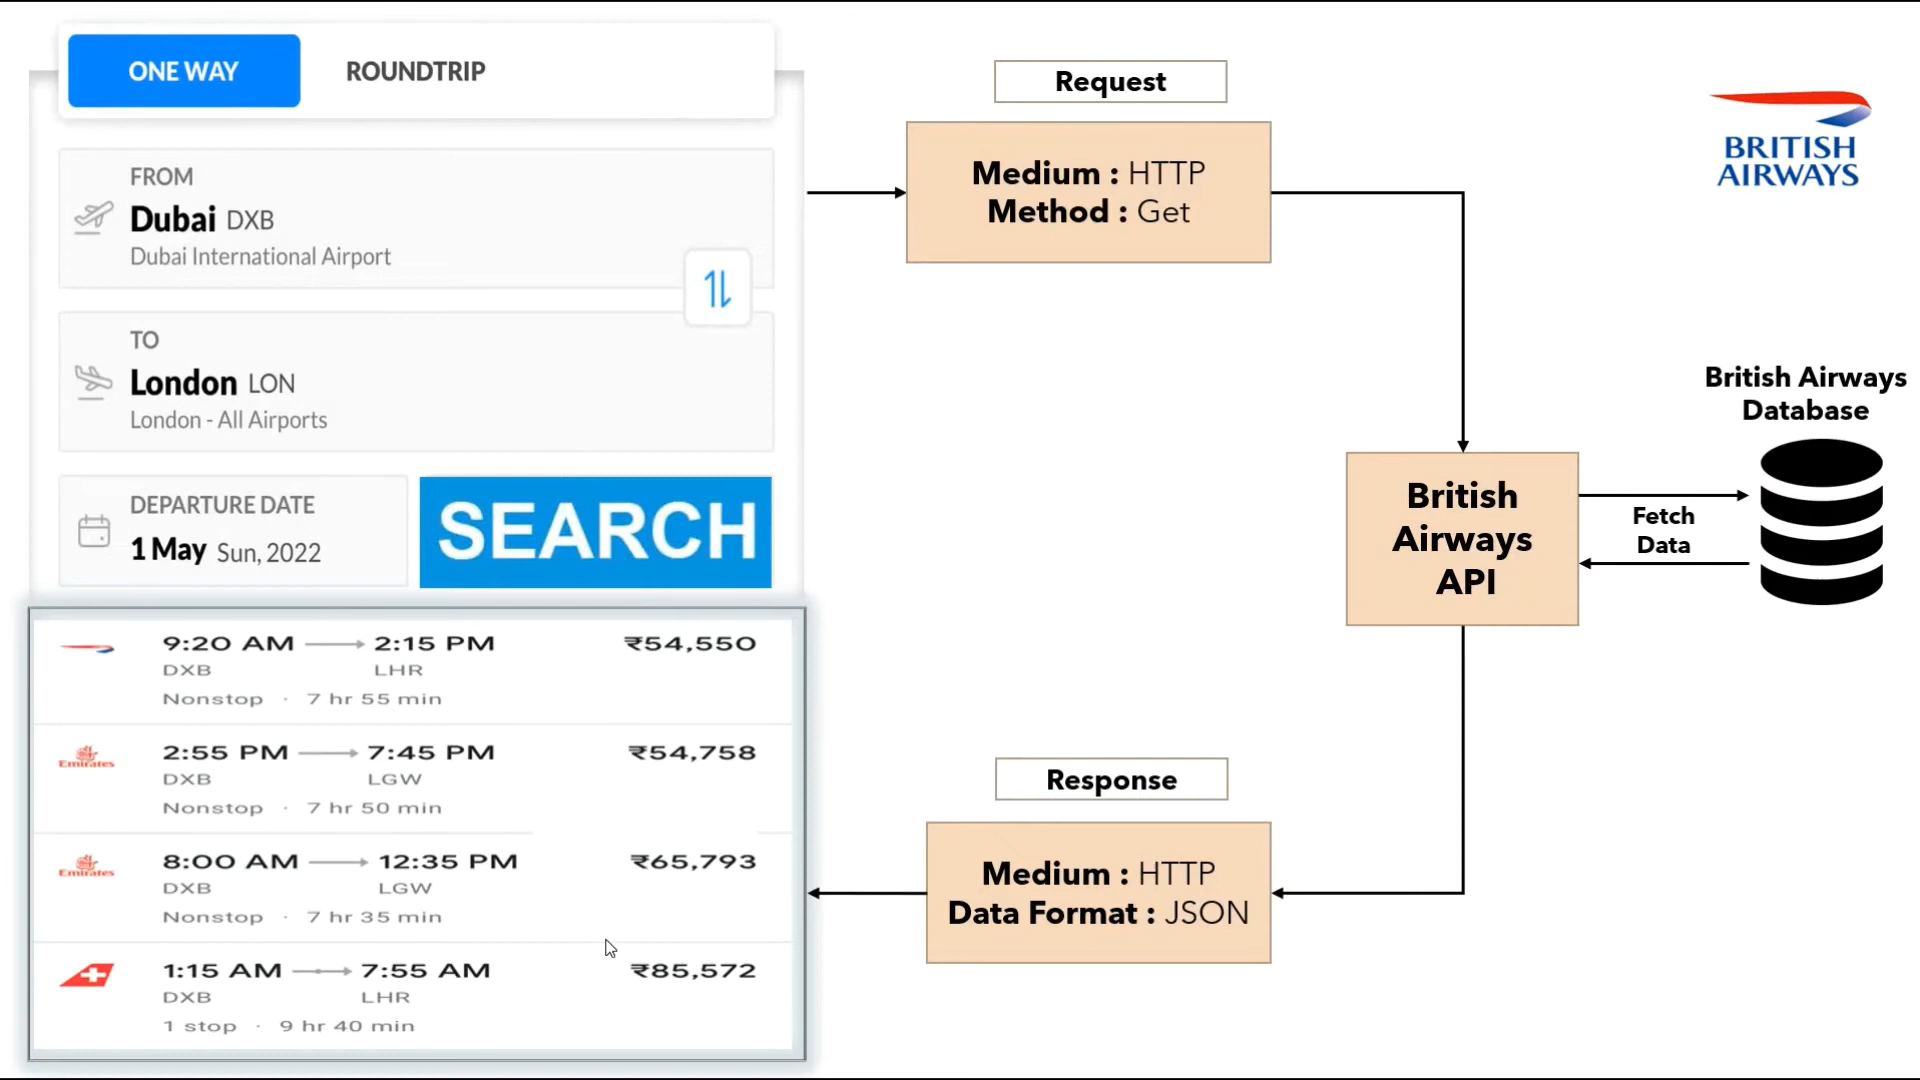 ONE WAY ROUNDTRIP
FROM
Dubai DXB
Dubai International Airport
TO
London LON
London - All Airports
DEPARTURE DATE
1 May Sun, 2022
SEARCH
9:20 AM 2:15 PM ₹54,550
DXB LHR
Nonstop · 7 hr 55 min
Emirates
2:55 PM 7:45 PM ₹54,758
DXB LGW
Nonstop · 7 hr 50 min
Emirates
8:00 AM 12:35 PM ₹65,793
DXB LGW
Nonstop · 7 hr 35 min
1:15 AM 7:55 AM ₹85,572
DXB LHR
1 stop · 9 hr 40 min
Request
Medium : HTTP
Method : Get
BRITISH
AIRWAYS
British Airways
Database
British
Airways
API
Fetch
Data
Response
Medium : HTTP
Data Format : JSON